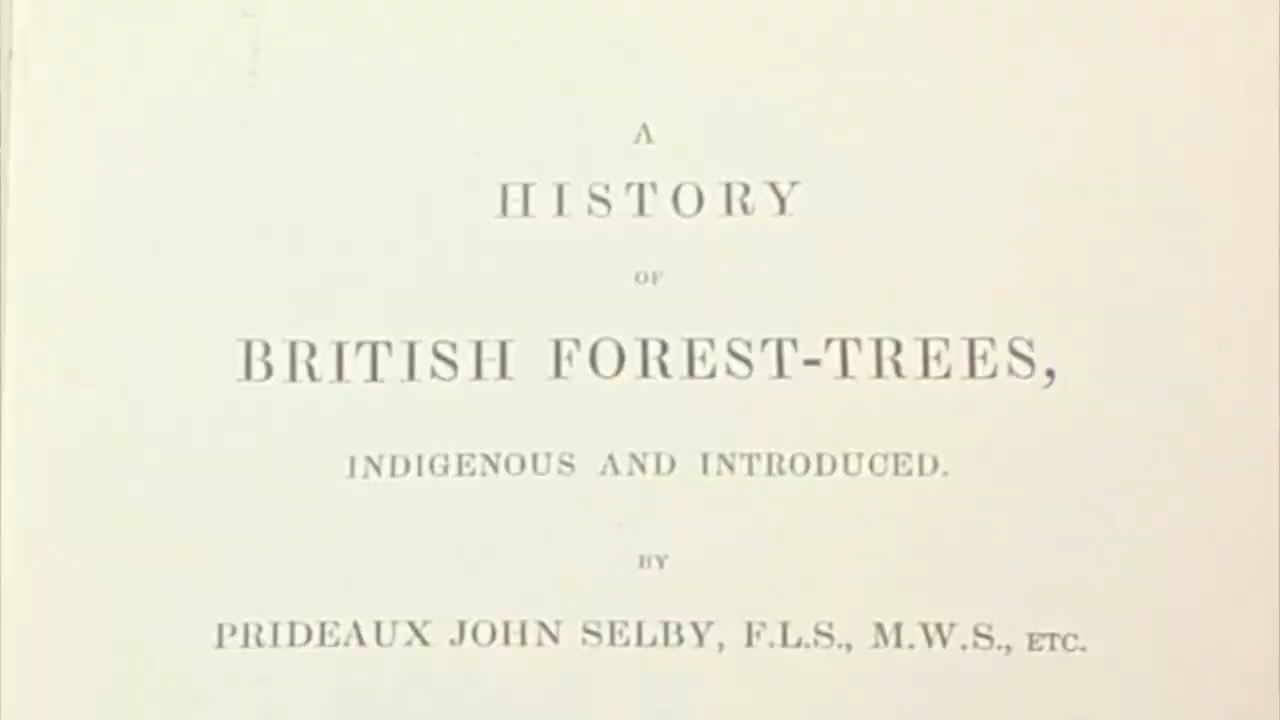 A
HISTORY
OF
BRITISH FOREST-TREES,
INDIGENOUS AND INTRODUCED.
BY
PRIDEAUX JOHN SELBY, F.L.S., M.W.S., ETC.